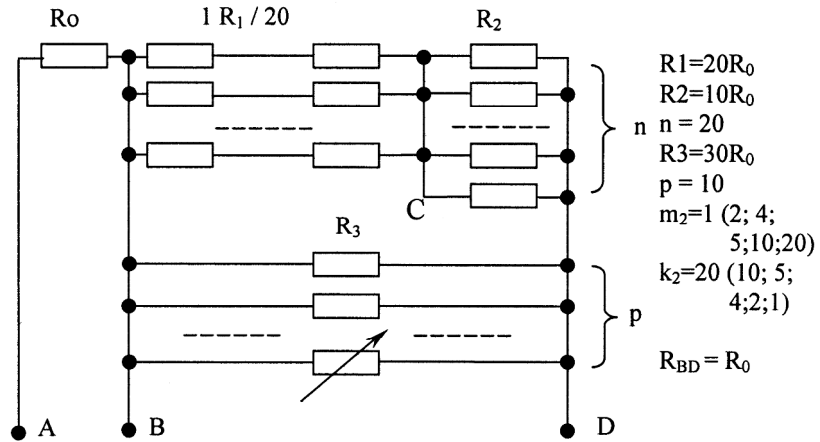 Ro
1 R₁ / 20
R₂
R1=20R₀
R2=10R₀
n
n = 20
R3=30R₀
p = 10
C
m₂=1 (2; 4;
5;10;20)
R₃
k₂=20 (10; 5;
4;2;1)
p
R_BD = R₀
A
B
D